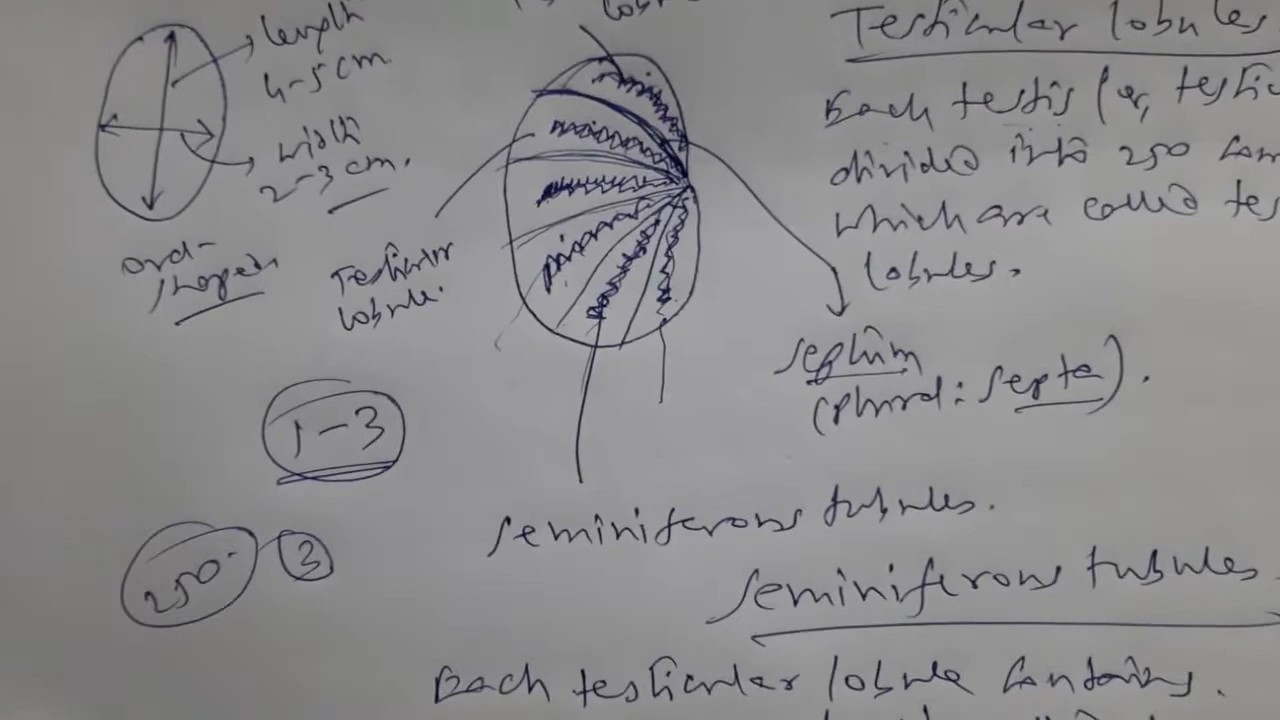 length
4-5 cm
width
2-3 cm.
Testicular
lobule.
1-3
250.
3
Testicular lobules
Each testis (or, testic
divided into 250 com
which are called tes
lobules.
septum
(plural: septa).
seminiferous tubules.
seminiferous tubules
Each testicular lobule contains.